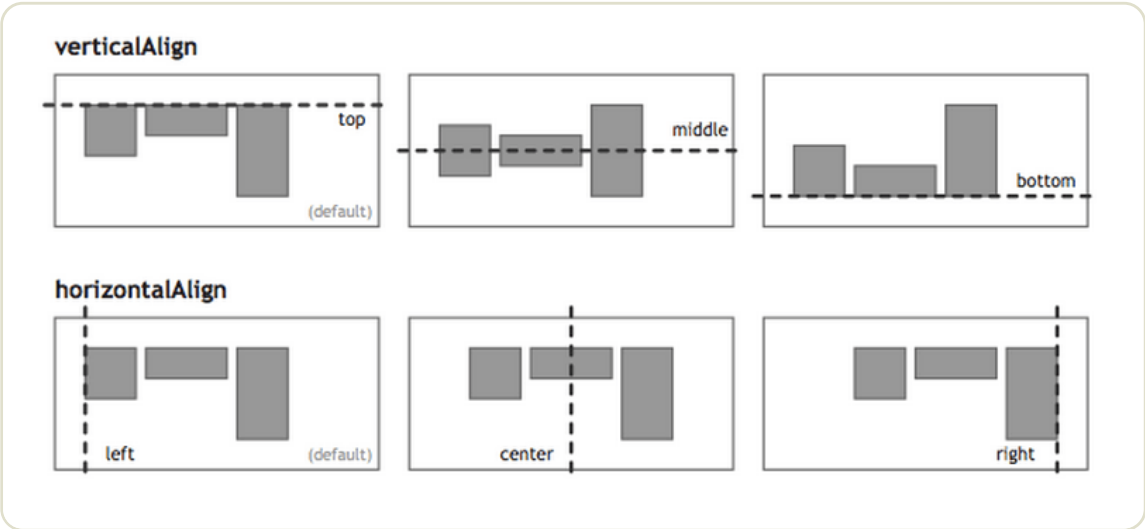 verticalAlign
top
(default)
middle
bottom
horizontalAlign
left
(default)
center
right